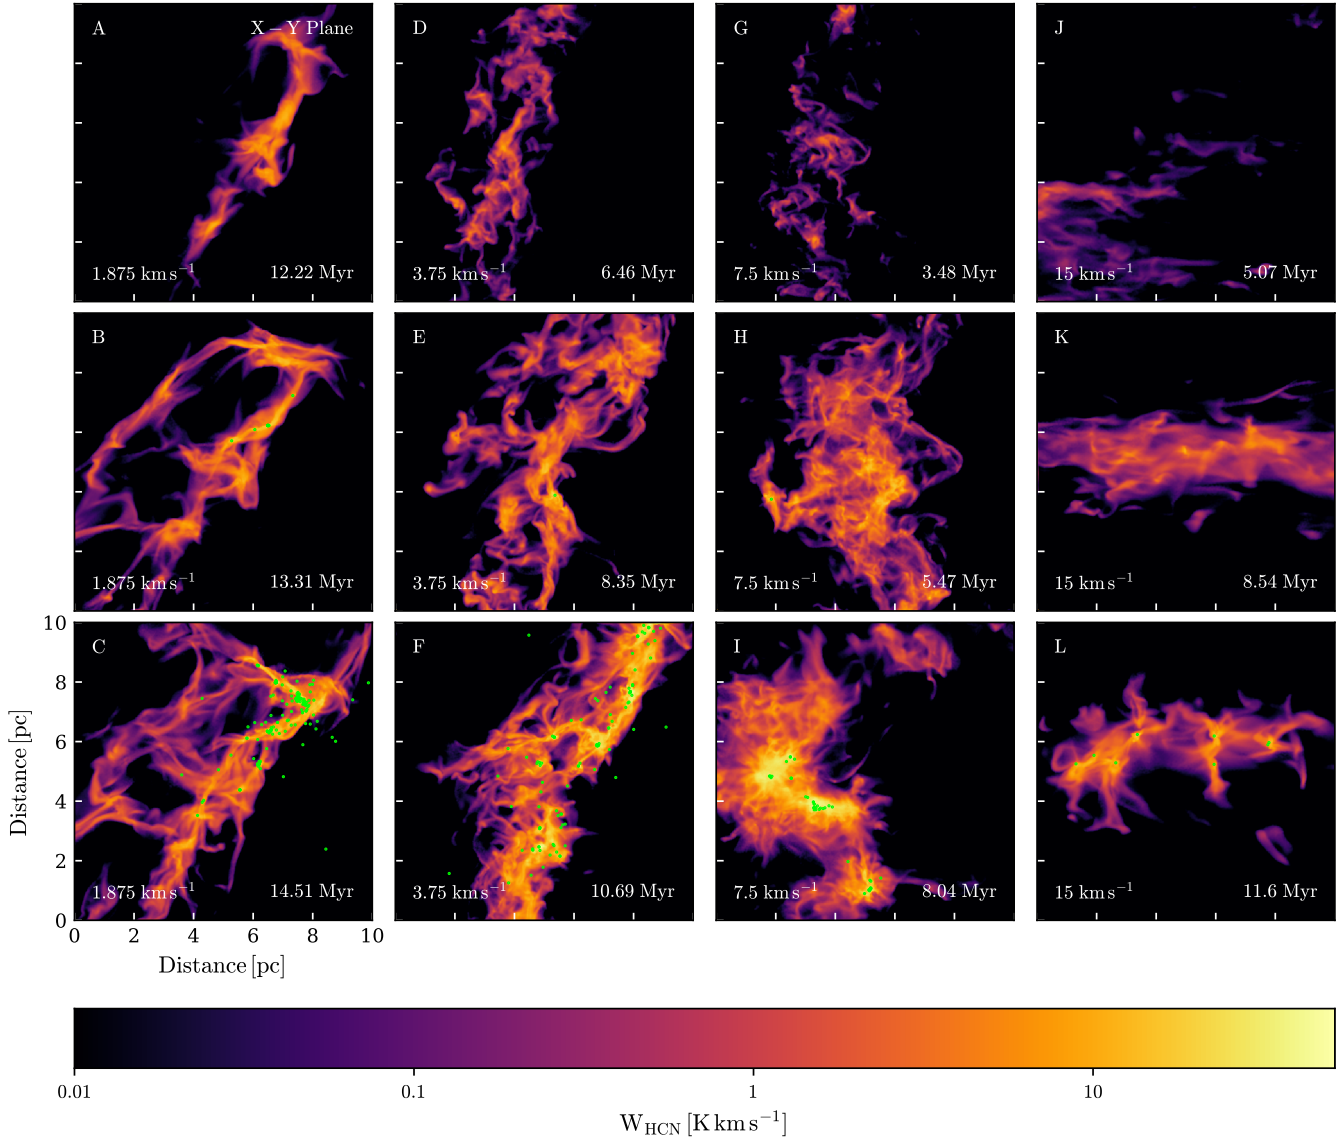 A X − Y Plane
1.875 km s⁻¹ 12.22 Myr
D
3.75 km s⁻¹ 6.46 Myr
G
7.5 km s⁻¹ 3.48 Myr
J
15 km s⁻¹ 5.07 Myr
B
1.875 km s⁻¹ 13.31 Myr
E
3.75 km s⁻¹ 8.35 Myr
H
7.5 km s⁻¹ 5.47 Myr
K
15 km s⁻¹ 8.54 Myr
C
1.875 km s⁻¹ 14.51 Myr
F
3.75 km s⁻¹ 10.69 Myr
I
7.5 km s⁻¹ 8.04 Myr
L
15 km s⁻¹ 11.6 Myr
10
8
6
4
2
0
Distance [pc]
0 2 4 6 8 10
Distance [pc]
0.01 0.1 1 10
W_HCN [K km s⁻¹]